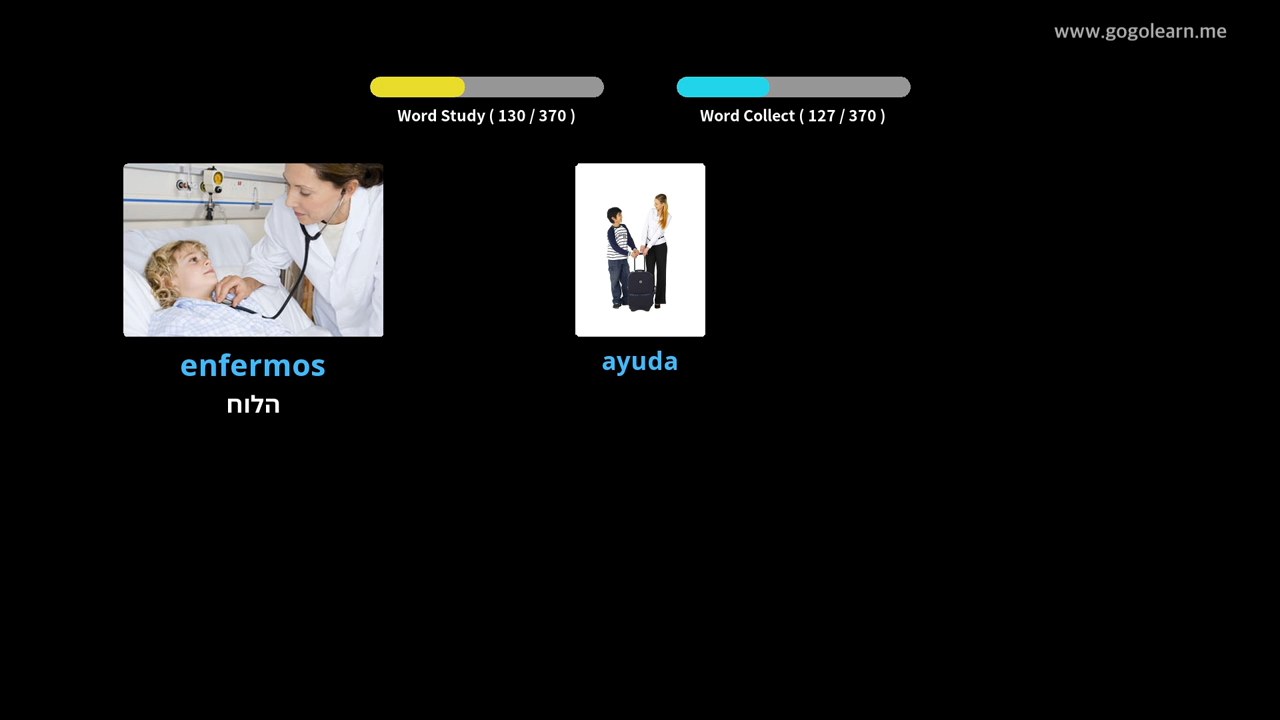 www.gogolearn.me
Word Study ( 130 / 370 )
Word Collect ( 127 / 370 )
enfermos
הלוח
ayuda